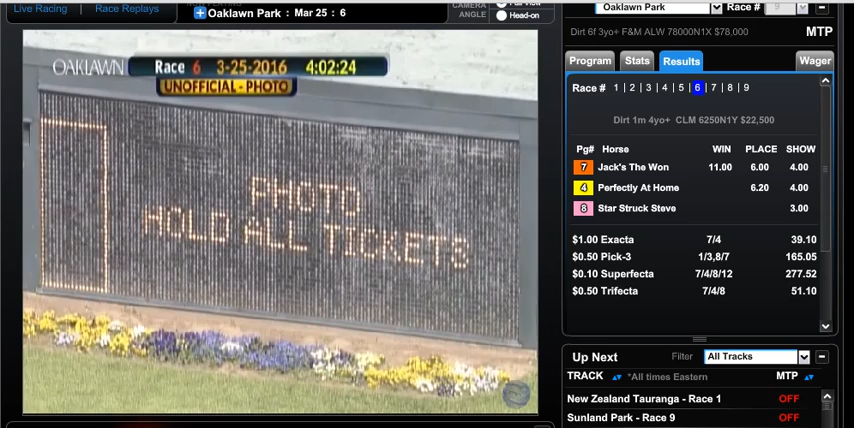 Live Racing
Race Replays
Oaklawn Park : Mar 25 : 6
CAMERA
ANGLE
Head-on
Oaklawn Park
Race # 9
Dirt 6f 3yo+ F&M ALW 78000N1X $78,000
MTP
OAKLAWN
Race 6 3-25-2016 4:02:24
UNOFFICIAL - PHOTO
PHOTO
HOLD ALL TICKETS
Program
Stats
Results
Wager
Race # 1 | 2 | 3 | 4 | 5 | 6 | 7 | 8 | 9
Dirt 1m 4yo+ CLM 6250N1Y $22,500
Pg# Horse WIN PLACE SHOW
7 Jack's The Won 11.00 6.00 4.00
4 Perfectly At Home 6.20 4.00
8 Star Struck Steve 3.00
$1.00 Exacta 7/4 39.10
$0.50 Pick-3 1/3,8/7 165.05
$0.10 Superfecta 7/4/8/12 277.52
$0.50 Trifecta 7/4/8 51.10
Up Next
Filter
All Tracks
TRACK *All times Eastern MTP
New Zealand Tauranga - Race 1 OFF
Sunland Park - Race 9 OFF